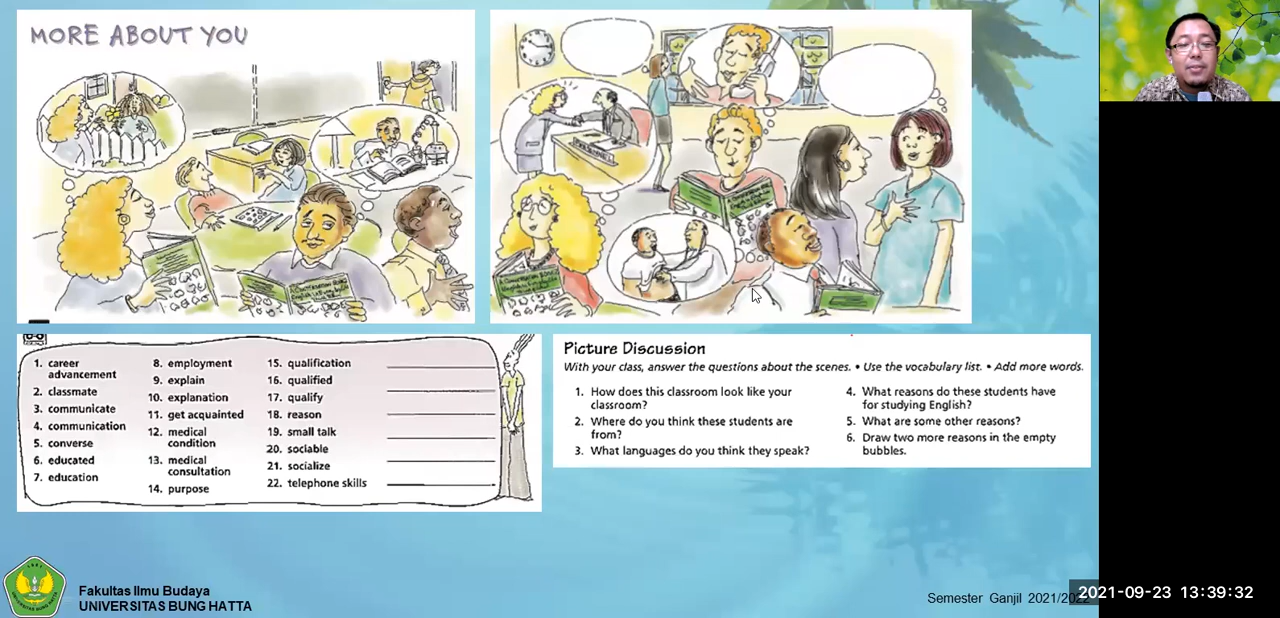 MORE ABOUT YOU
1. career
advancement
2. classmate
3. communicate
4. communication
5. converse
6. educated
7. education
8. employment
9. explain
10. explanation
11. get acquainted
12. medical
condition
13. medical
consultation
14. purpose
15. qualification
16. qualified
17. qualify
18. reason
19. small talk
20. sociable
21. socialize
22. telephone skills
Picture Discussion
With your class, answer the questions about the scenes. • Use the vocabulary list. • Add more words.
1. How does this classroom look like your
classroom?
2. Where do you think these students are
from?
3. What languages do you think they speak?
4. What reasons do these students have
for studying English?
5. What are some other reasons?
6. Draw two more reasons in the empty
bubbles.
Fakultas Ilmu Budaya
UNIVERSITAS BUNG HATTA
Semester Ganjil 2021/2022
2021-09-23 13:39:32